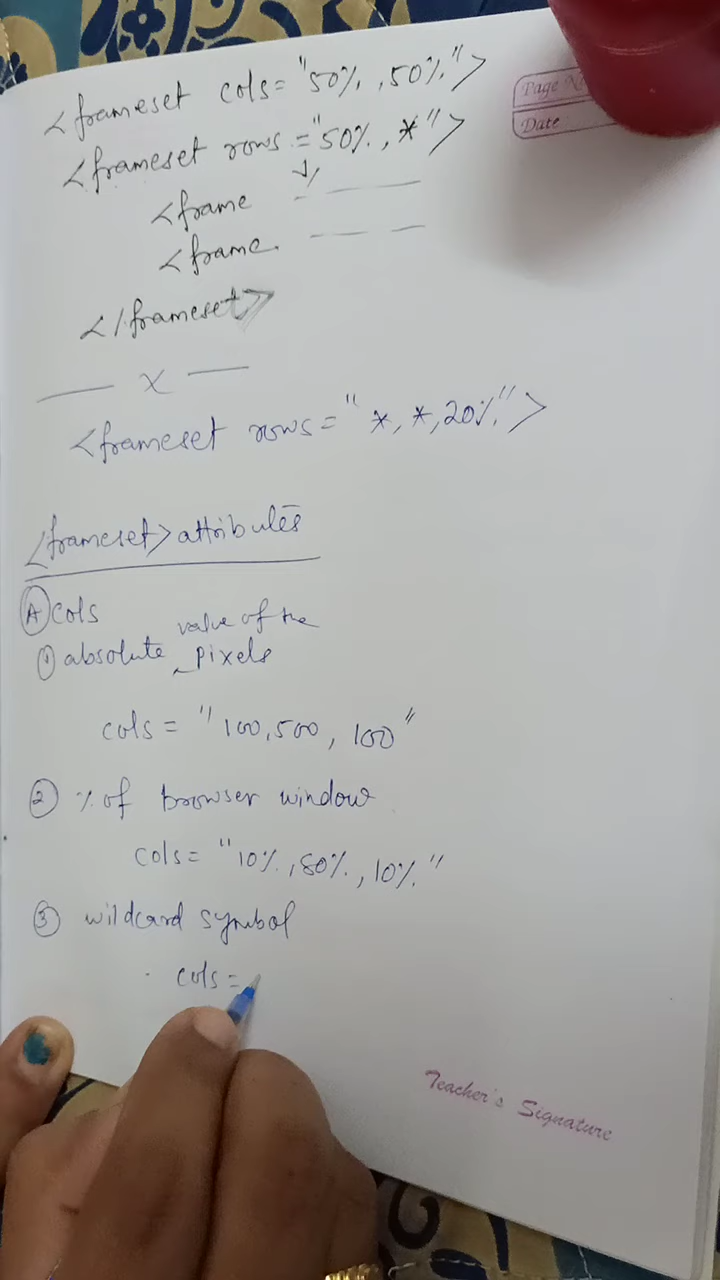 <frameset cols="50%, 50%">
Page No
Date
<frameset rows="50%, *">
<frame
<frame.
</frameset>
x
<frameset rows="*, *, 20%">
<frameset> attributes
A cols
① absolute value of the pixels
cols = "100, 500, 100"
② % of browser window
cols = "10%, 80%, 10%."
③ wildcard symbol
cols =
Teacher's Signature